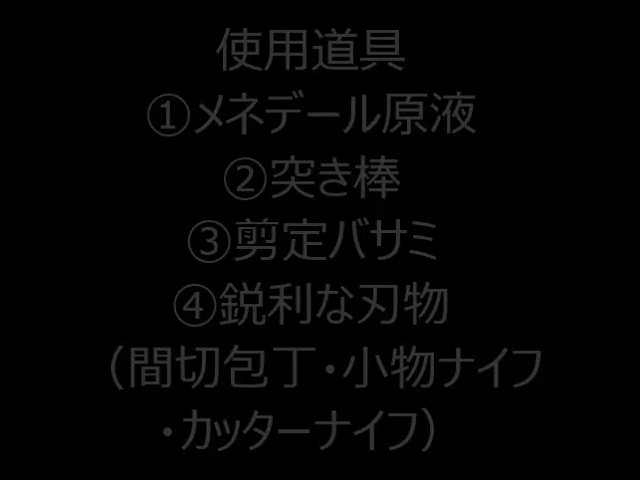 使用道具
①メネデール原液
②突き棒
③剪定バサミ
④鋭利な刃物
（間切包丁・小物ナイフ
・カッターナイフ）